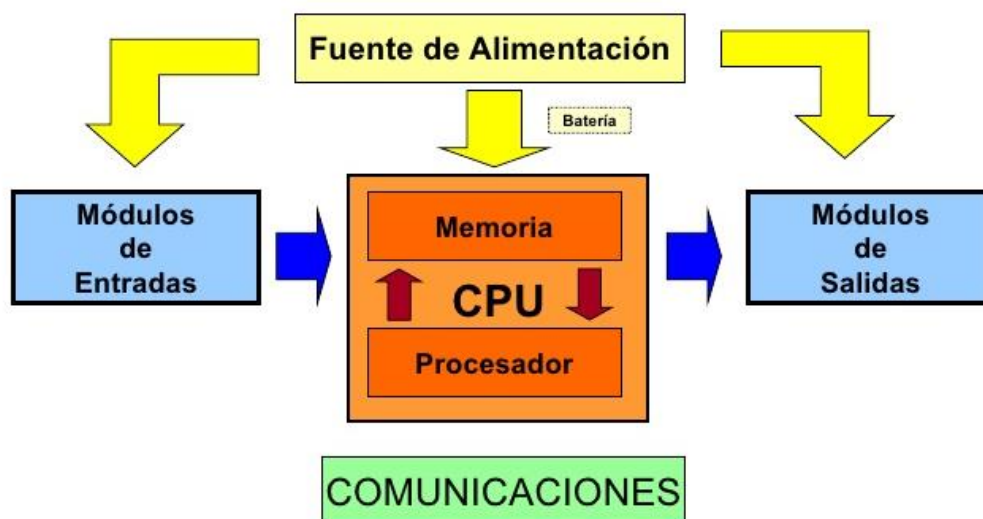 Fuente de Alimentación
Batería
Módulos
de
Entradas
Memoria
CPU
Procesador
Módulos
de
Salidas
COMUNICACIONES